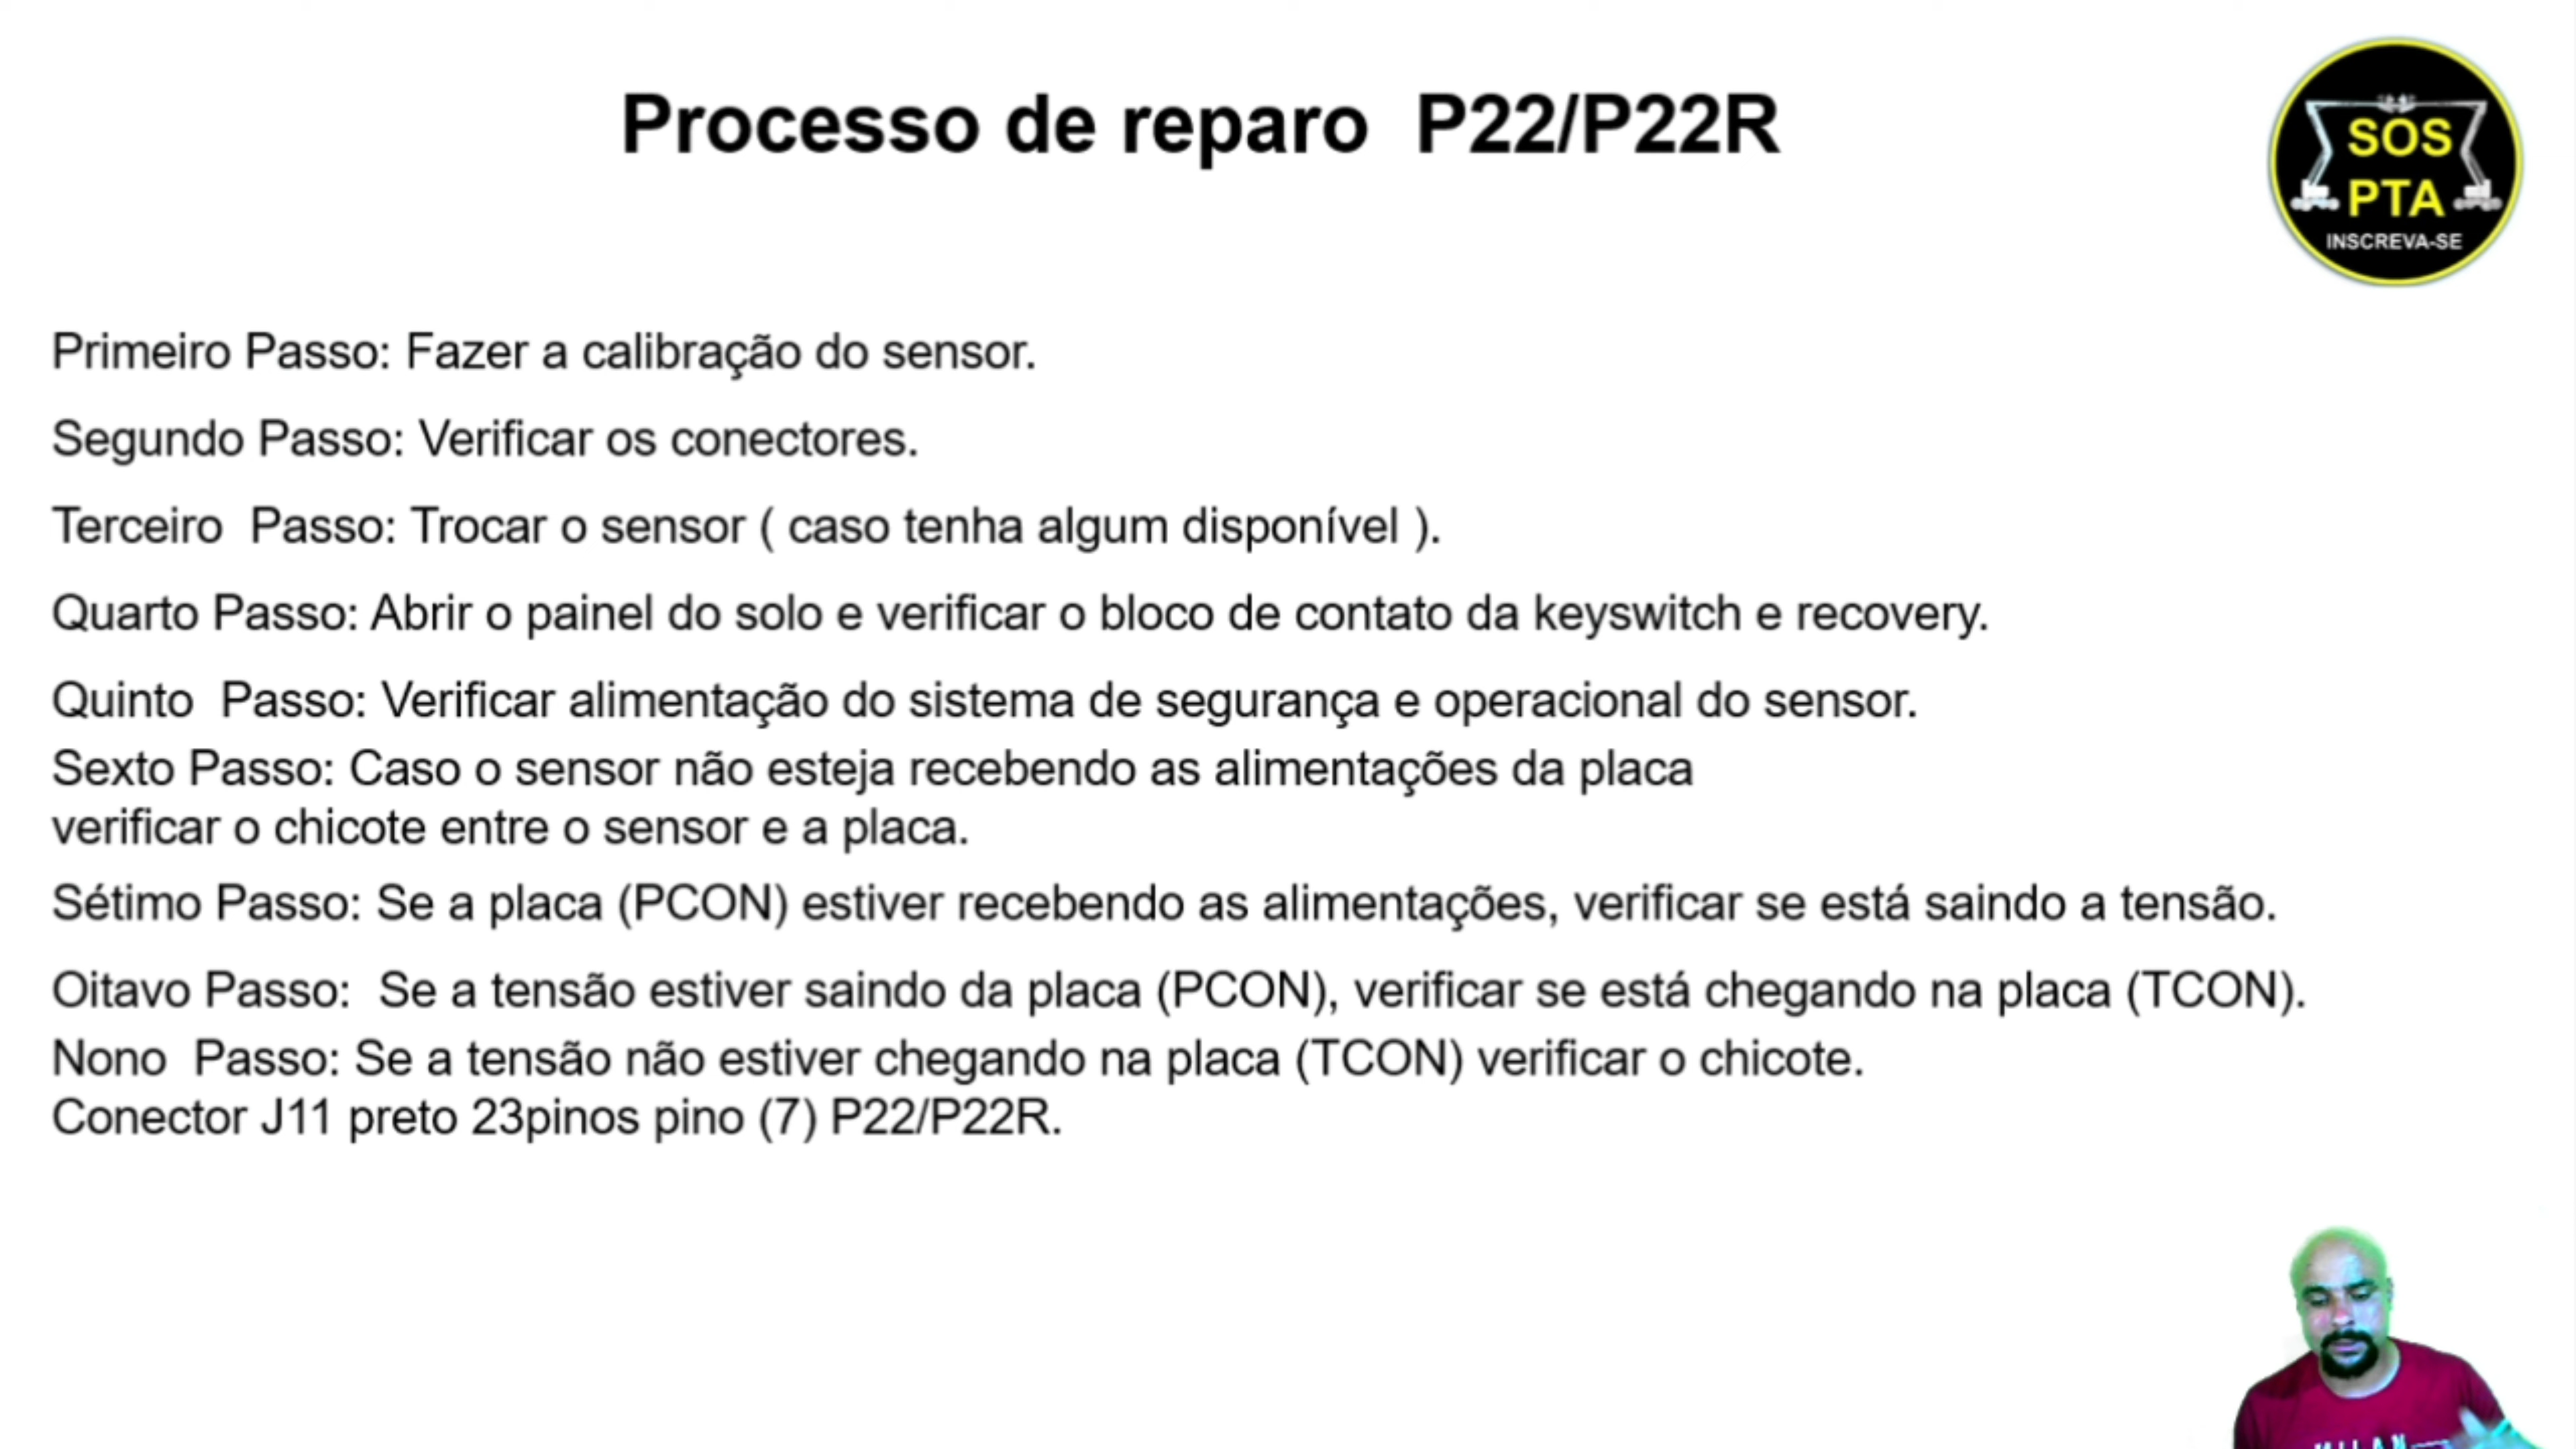 Processo de reparo P22/P22R
SOS
PTA
INSCREVA-SE
Primeiro Passo: Fazer a calibração do sensor.
Segundo Passo: Verificar os conectores.
Terceiro Passo: Trocar o sensor ( caso tenha algum disponível ).
Quarto Passo: Abrir o painel do solo e verificar o bloco de contato da keyswitch e recovery.
Quinto Passo: Verificar alimentação do sistema de segurança e operacional do sensor.
Sexto Passo: Caso o sensor não esteja recebendo as alimentações da placa
verificar o chicote entre o sensor e a placa.
Sétimo Passo: Se a placa (PCON) estiver recebendo as alimentações, verificar se está saindo a tensão.
Oitavo Passo: Se a tensão estiver saindo da placa (PCON), verificar se está chegando na placa (TCON).
Nono Passo: Se a tensão não estiver chegando na placa (TCON) verificar o chicote.
Conector J11 preto 23pinos pino (7) P22/P22R.